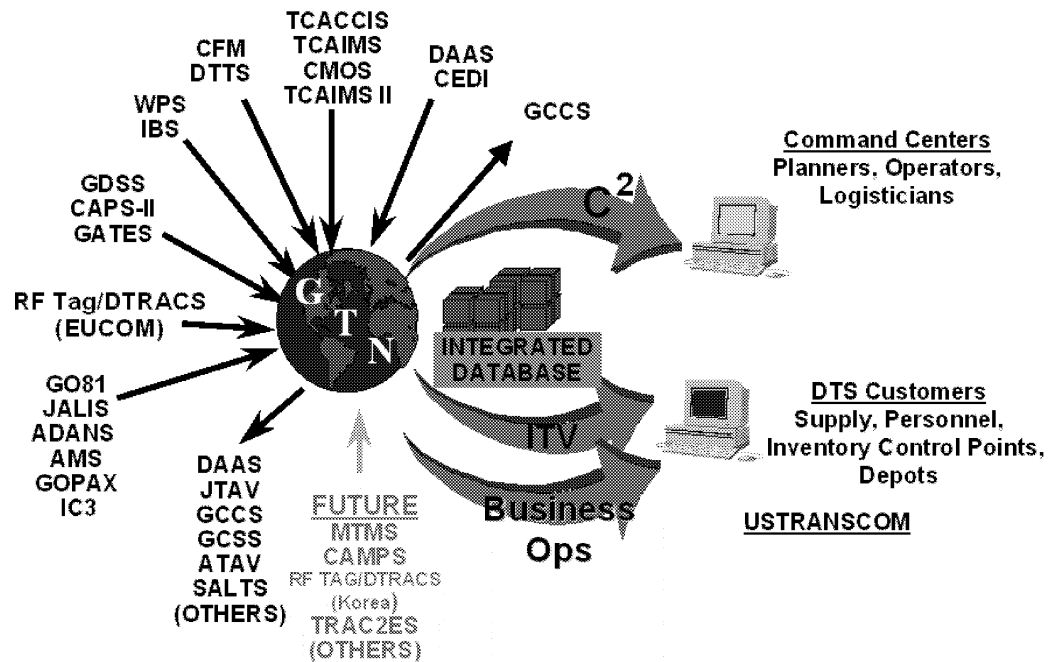 TCACCIS
TCAIMS
CMOS
TCAIMS II
CFM
DTTS
DAAS
CEDI
WPS
IBS
GCCS
GDSS
CAPS-II
GATES
RF Tag/DTRACS
(EUCOM)
GO81
JALIS
ADANS
AMS
GOPAX
IC3
DAAS
JTAV
GCCS
GCSS
ATAV
SALTS
(OTHERS)
FUTURE
MTMS
CAMPS
RF TAG/DTRACS
(Korea)
TRAC2ES
(OTHERS)
G
T
N
C2
INTEGRATED
DATABASE
ITV
Business
Ops
Command Centers
Planners, Operators,
Logisticians
DTS Customers
Supply, Personnel,
Inventory Control Points,
Depots
USTRANSCOM